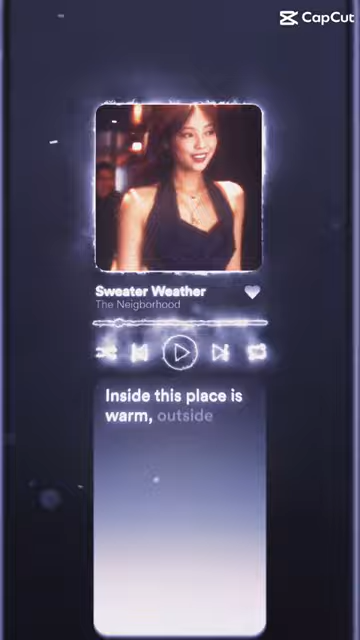 CapCut
Sweater Weather
The Neigborhood
Inside this place is
warm, outside